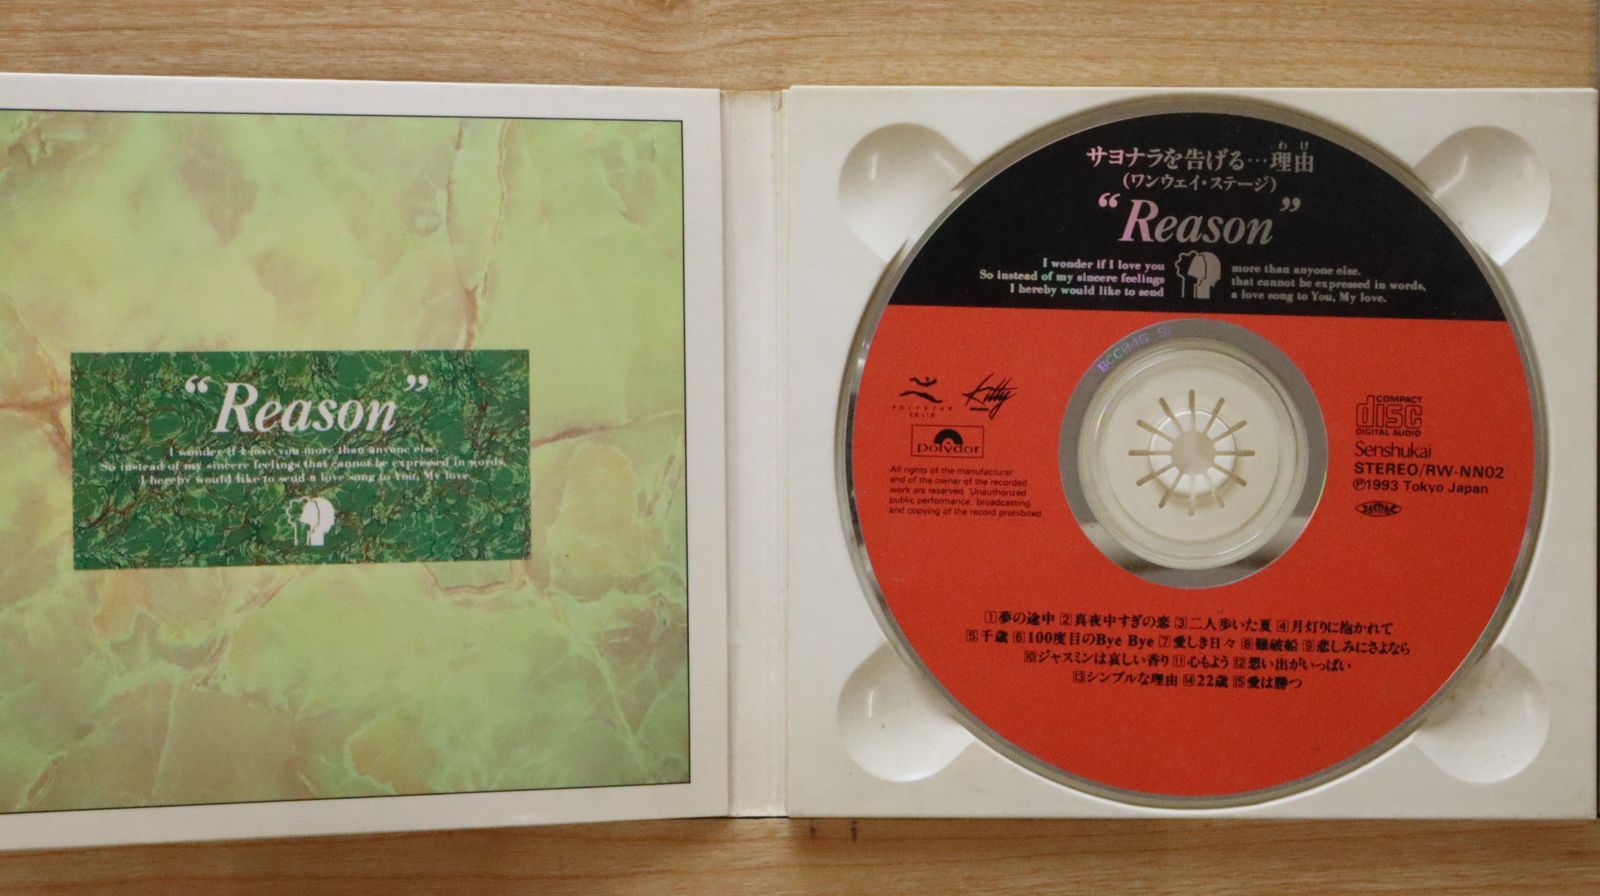 “Reason”
I wonder if I love you more than anyone else.
So instead of my sincere feelings that cannot be expressed in words,
I hereby would like to send a love song to You, My love.
わけ
サヨナラを告げる…理由
(ワンウェイ・ステージ)
“Reason”
I wonder if I love you more than anyone else.
So instead of my sincere feelings that cannot be expressed in words,
I hereby would like to send a love song to You, My love.
POLYSTAR
CO.LTD.
Kitty
RECORDS
polydor
All rights of the manufacturer
and of the owner of the recorded
work are reserved. Unauthorized
public performance, broadcasting
and copying of the record prohibited.
COMPACT
disc
DIGITAL AUDIO
Senshukai
STEREO/RW-NN02
Ⓟ1993 Tokyo Japan
JASRAC
1夢の途中 2真夜中すぎの恋 3二人歩いた夏 4月灯りに抱かれて
5千歳 6100度目のBye Bye 7愛しき日々 8難破船 9悲しみにさよなら
10ジャスミンは哀しい香り 11心もよう 12想い出がいっぱい
13シンプルな理由 1422歳 15愛は勝つ